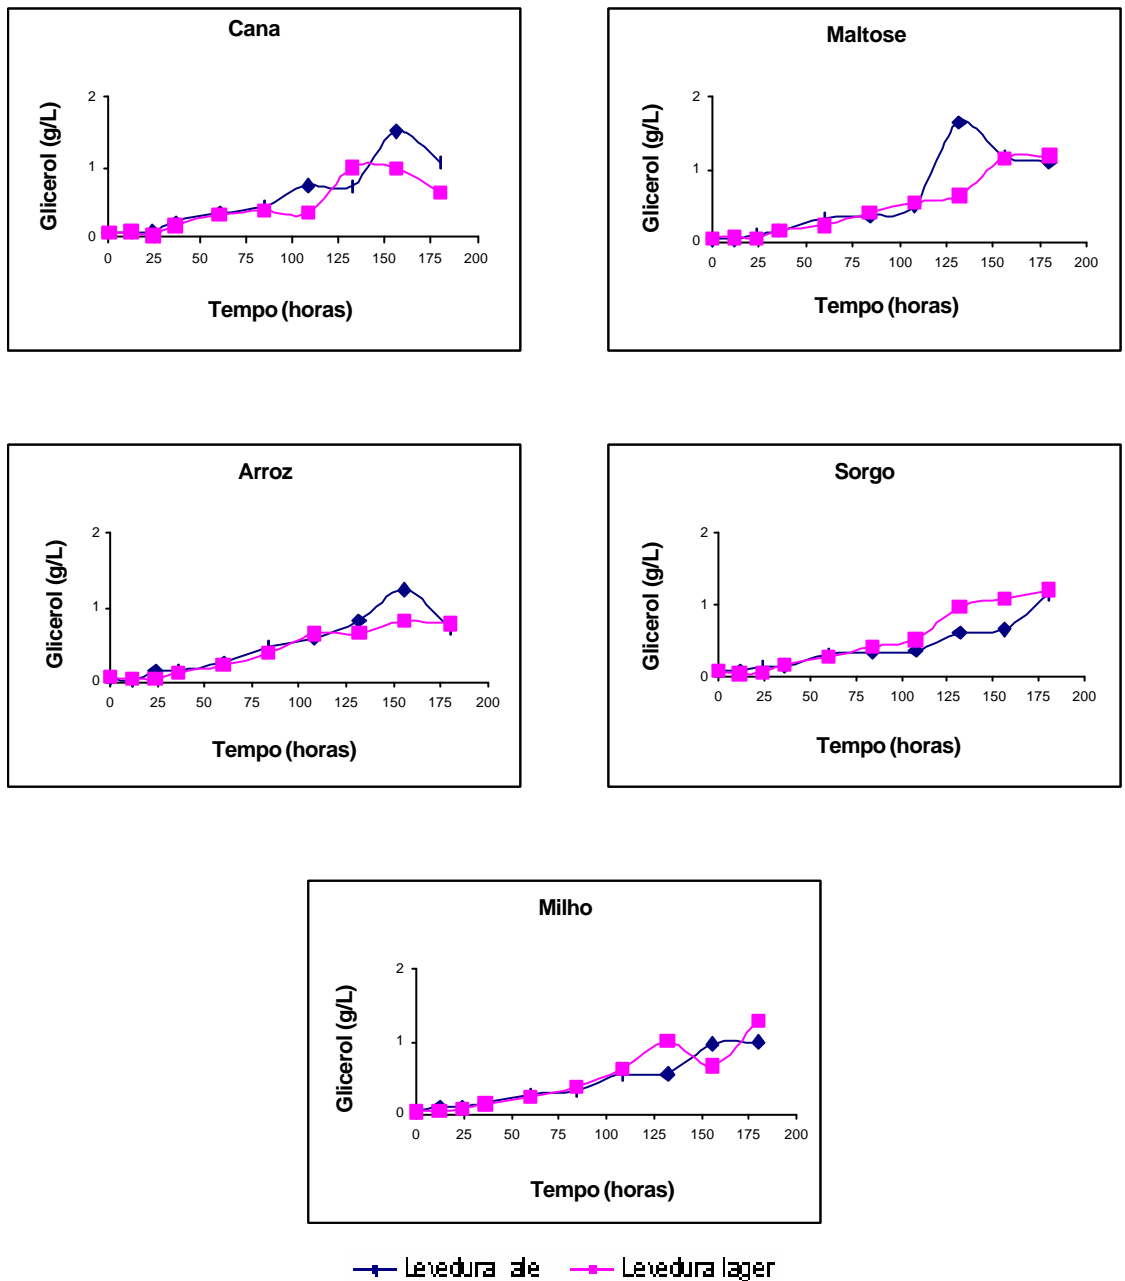 Cana
Glicerol (g/L)
2
1
0
0 25 50 75 100 125 150 175 200
Tempo (horas)
Maltose
Glicerol (g/L)
2
1
0
0 25 50 75 100 125 150 175 200
Tempo (horas)
Arroz
Glicerol (g/L)
2
1
0
0 25 50 75 100 125 150 175 200
Tempo (horas)
Sorgo
Glicerol (g/L)
2
1
0
0 25 50 75 100 125 150 175 200
Tempo (horas)
Milho
Glicerol (g/L)
2
1
0
0 25 50 75 100 125 150 175 200
Tempo (horas)
Levedura ale Levedura lager